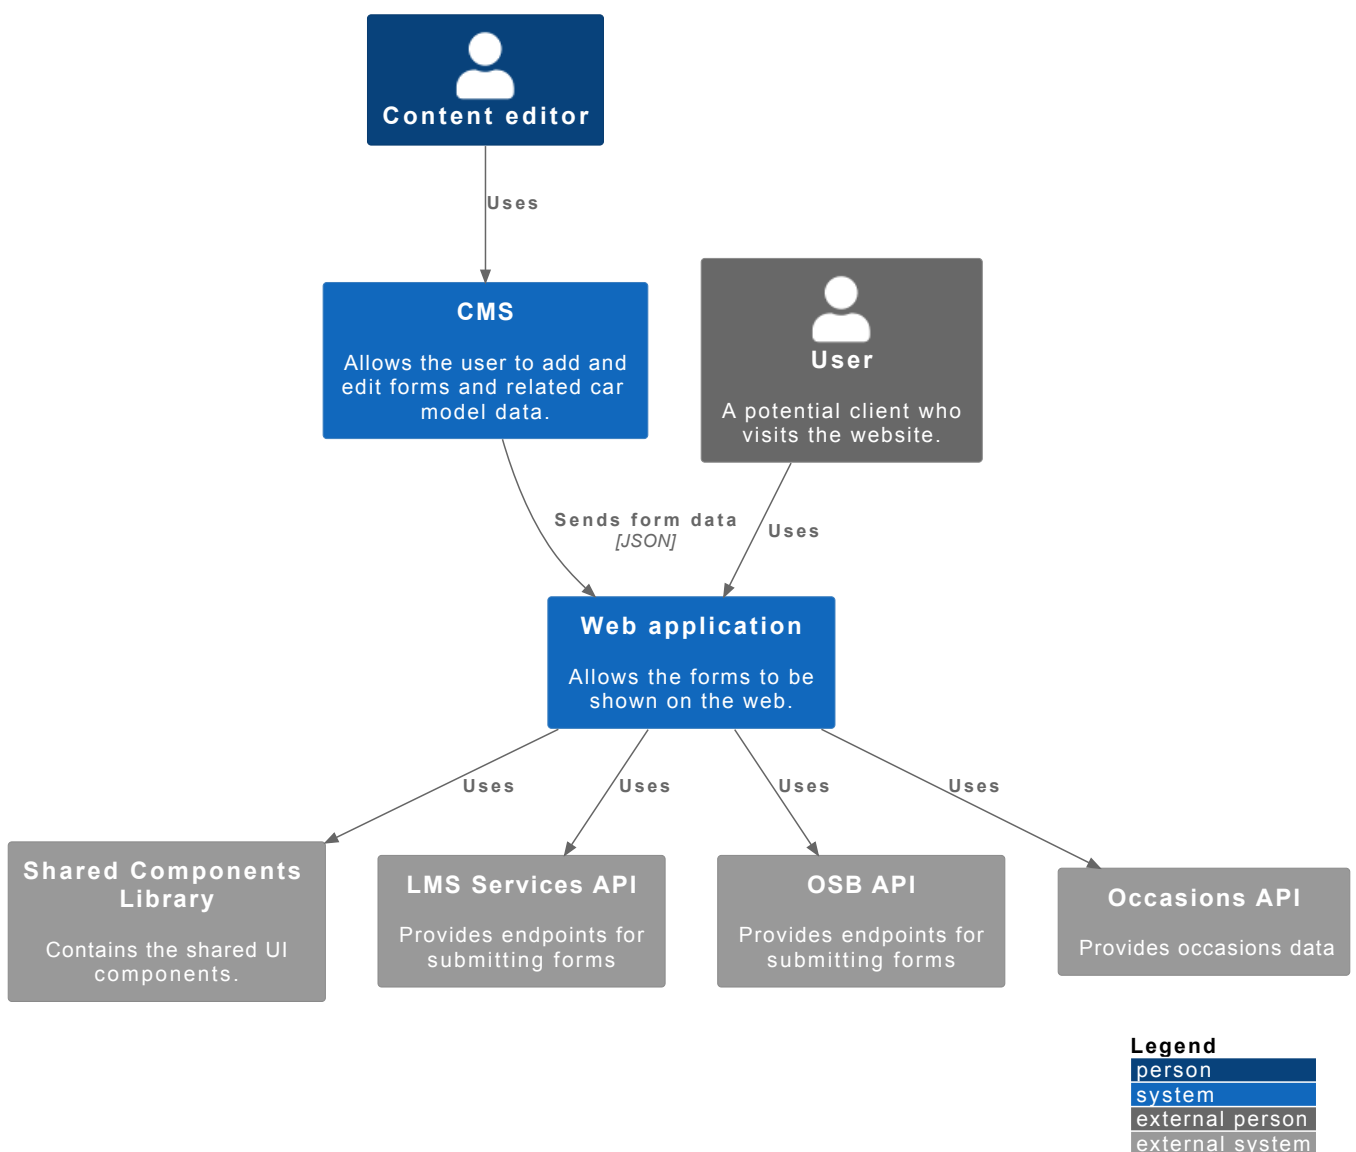 Content editor
Uses
CMS
Allows the user to add and
edit forms and related car
model data.
User
A potential client who
visits the website.
Sends form data
[JSON]
Uses
Web application
Allows the forms to be
shown on the web.
Uses
Uses
Uses
Uses
Shared Components
Library
Contains the shared UI
components.
LMS Services API
Provides endpoints for
submitting forms
OSB API
Provides endpoints for
submitting forms
Occasions API
Provides occasions data
Legend
person
system
external person
external system